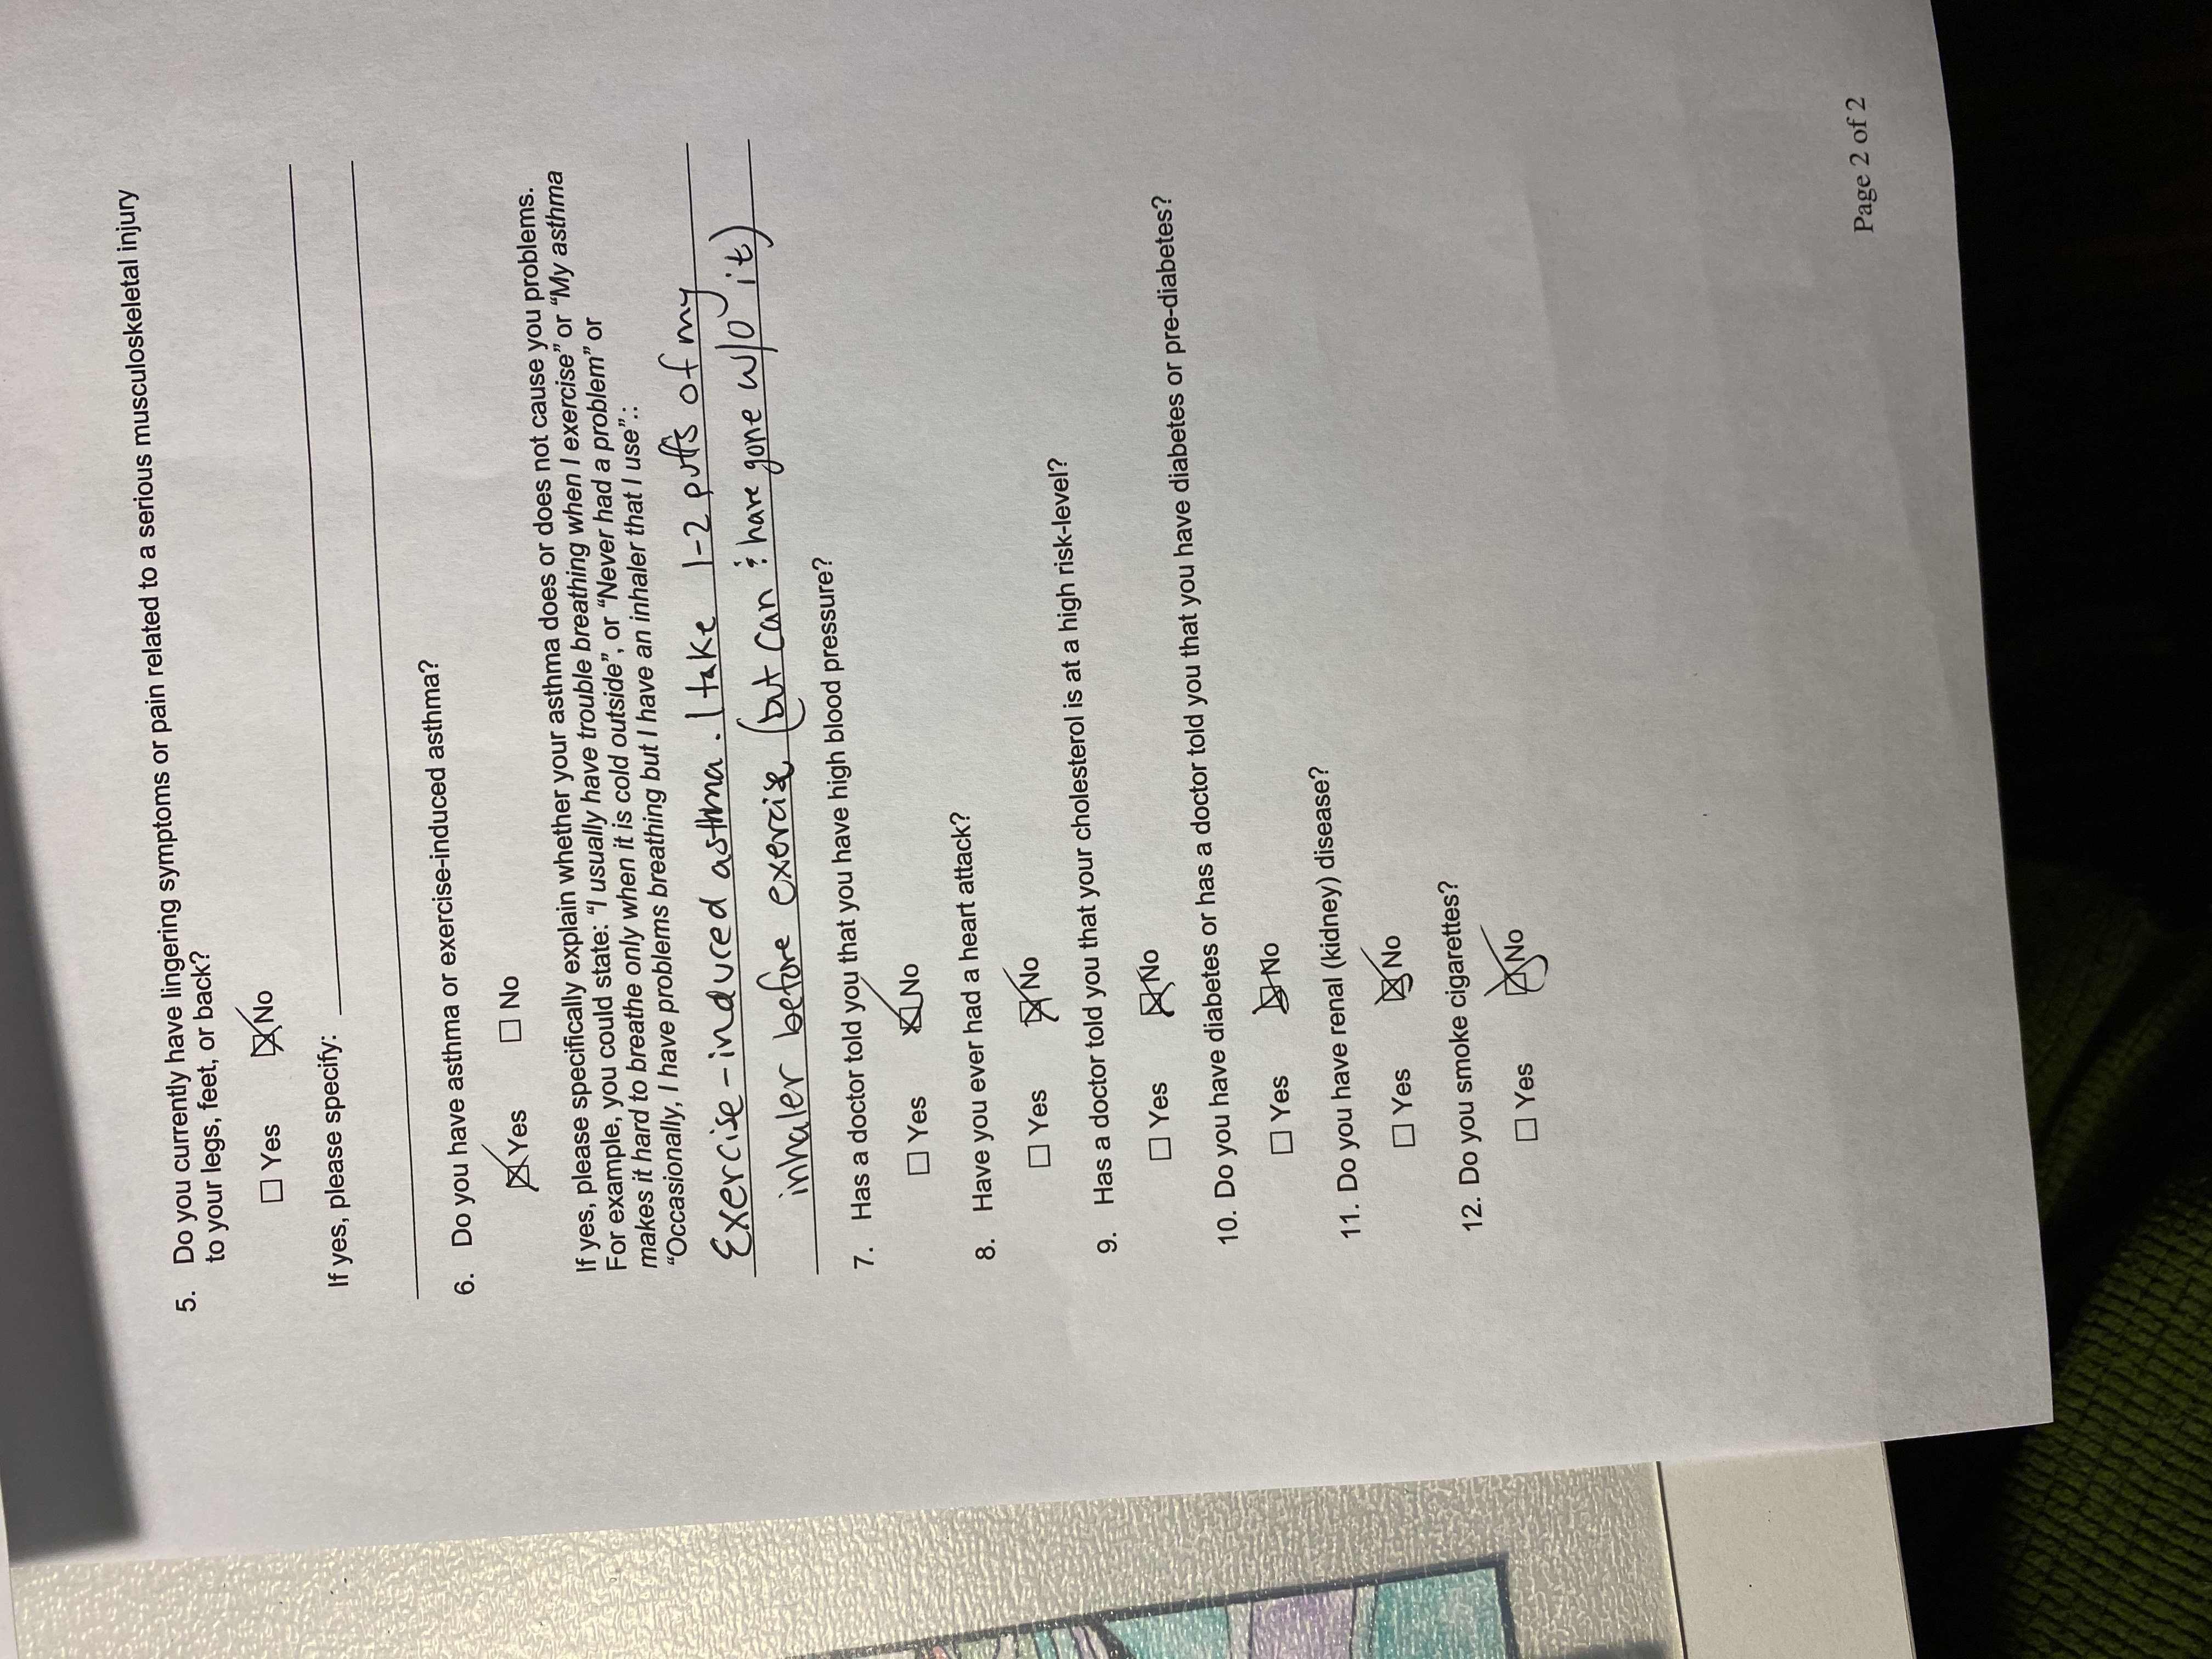 5. Do you currently have lingering symptoms or pain related to a serious musculoskeletal injury
to your legs, feet, or back?
☐ Yes ☒ No
If yes, please specify:
6. Do you have asthma or exercise-induced asthma?
☒ Yes ☐ No
If yes, please specifically explain whether your asthma does or does not cause you problems.
For example, you could state: “I usually have trouble breathing when I exercise” or “My asthma
makes it hard to breathe only when it is cold outside”, or “Never had a problem” or
“Occasionally, I have problems breathing but I have an inhaler that I use”.:
Exercise-induced asthma. I take 1-2 puffs of my
inhaler before exercise (but can & have gone w/o it)
7. Has a doctor told you that you have high blood pressure?
☐ Yes ☒ No
8. Have you ever had a heart attack?
☐ Yes ☒ No
9. Has a doctor told you that your cholesterol is at a high risk-level?
☐ Yes ☒ No
10. Do you have diabetes or has a doctor told you that you have diabetes or pre-diabetes?
☐ Yes ☒ No
11. Do you have renal (kidney) disease?
☐ Yes ☒ No
12. Do you smoke cigarettes?
☐ Yes ☒ No
Page 2 of 2